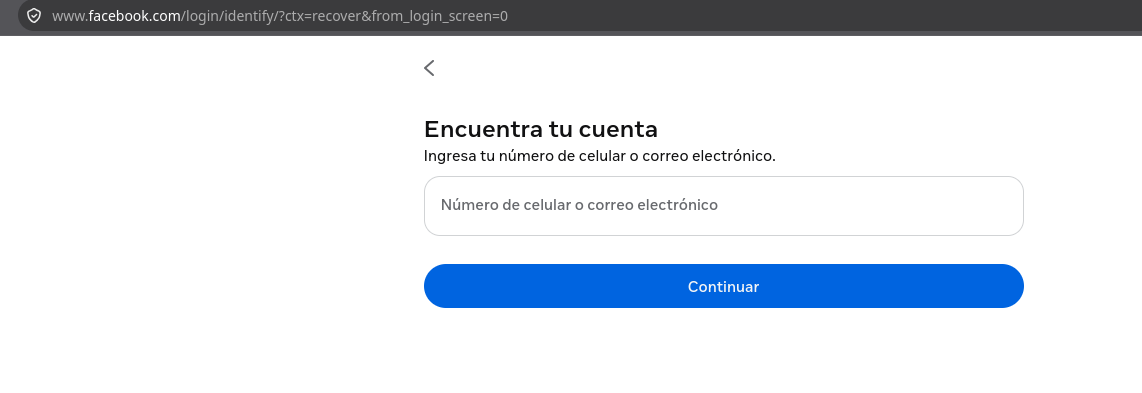 www.facebook.com/login/identify/?ctx=recover&from_login_screen=0
Encuentra tu cuenta
Ingresa tu número de celular o correo electrónico.
Número de celular o correo electrónico
Continuar